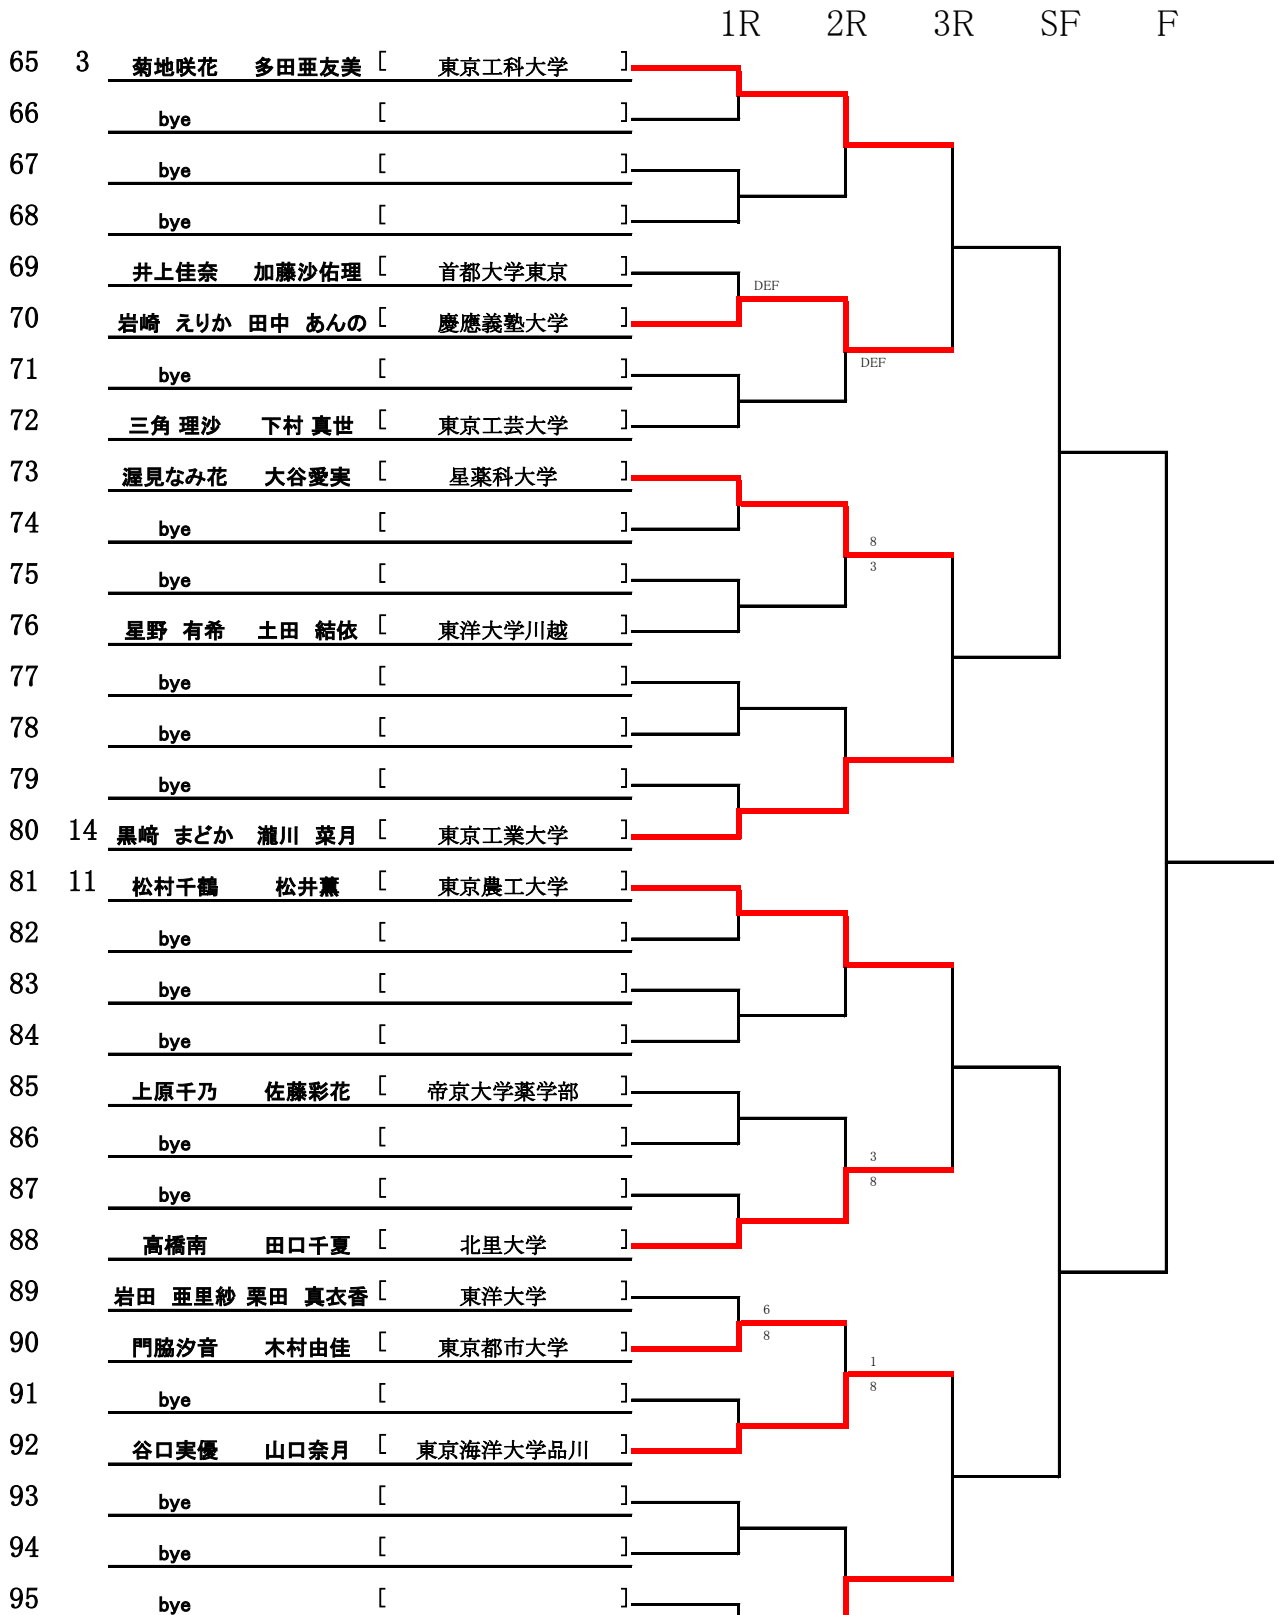 1R 2R 3R SF F
65 3 菊地咲花 多田亜友美 [ 東京工科大学 ]
66 bye [ ]
67 bye [ ]
68 bye [ ]
69 井上佳奈 加藤沙佑理 [ 首都大学東京 ]
DEF
70 岩崎 えりか 田中 あんの [ 慶應義塾大学 ]
DEF
71 bye [ ]
72 三角 理沙 下村 真世 [ 東京工芸大学 ]
73 渥見なみ花 大谷愛実 [ 星薬科大学 ]
74 bye [ ]
8
3
75 bye [ ]
76 星野 有希 土田 結依 [ 東洋大学川越 ]
77 bye [ ]
78 bye [ ]
79 bye [ ]
80 14 黒﨑 まどか 瀧川 菜月 [ 東京工業大学 ]
81 11 松村千鶴 松井薫 [ 東京農工大学 ]
82 bye [ ]
83 bye [ ]
84 bye [ ]
85 上原千乃 佐藤彩花 [ 帝京大学薬学部 ]
86 bye [ ]
3
8
87 bye [ ]
88 高橋南 田口千夏 [ 北里大学 ]
89 岩田 亜里紗 栗田 真衣香 [ 東洋大学 ]
6
8
90 門脇汐音 木村由佳 [ 東京都市大学 ]
1
8
91 bye [ ]
92 谷口実優 山口奈月 [ 東京海洋大学品川 ]
93 bye [ ]
94 bye [ ]
95 bye [ ]